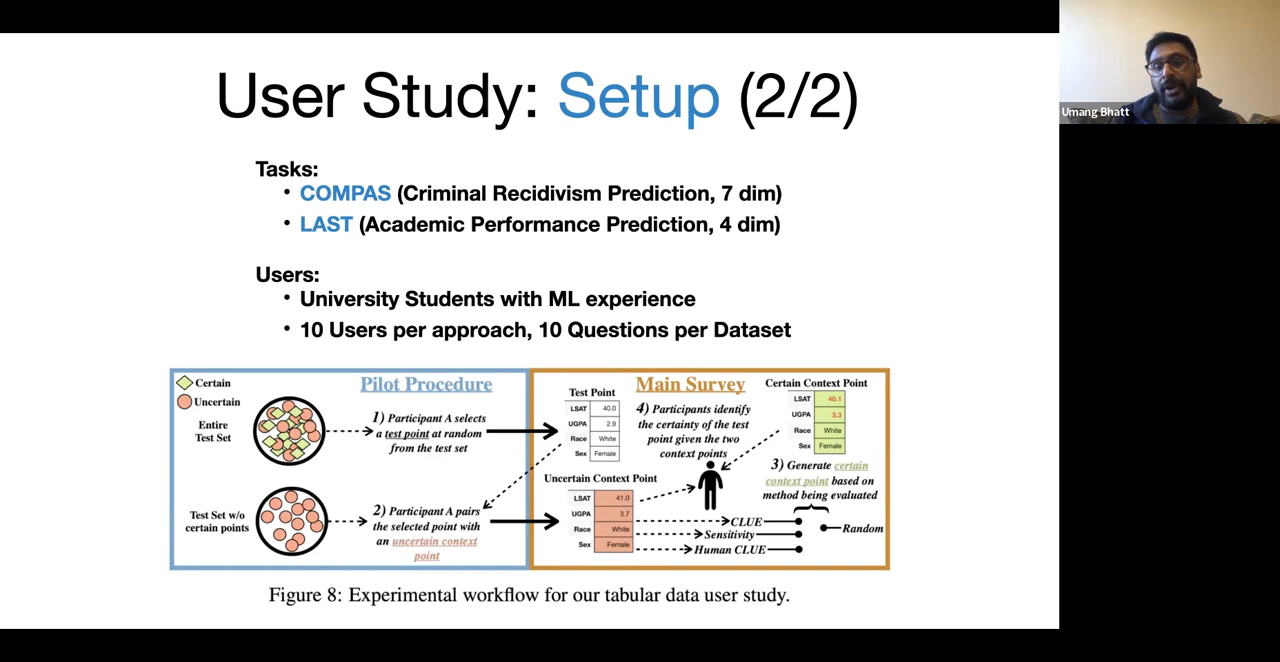 User Study: Setup (2/2)
Umang Bhatt
Tasks:
• COMPAS (Criminal Recidivism Prediction, 7 dim)
• LAST (Academic Performance Prediction, 4 dim)
Users:
• University Students with ML experience
• 10 Users per approach, 10 Questions per Dataset
Certain
Uncertain
Entire
Test Set
Test Set w/o
certain points
Pilot Procedure
1) Participant A selects
a test point at random
from the test set
2) Participant A pairs
the selected point with
an uncertain context
point
Main Survey
Test Point
LSAT 40.0
UGPA 2.9
Race White
Sex Female
Uncertain Context Point
LSAT 41.0
UGPA 3.7
Race White
Sex Female
4) Participants identify
the certainty of the test
point given the two
context points
Certain Context Point
LSAT 40.1
UGPA 3.3
Race White
Sex Female
3) Generate certain
context point based on
method being evaluated
CLUE
Sensitivity
Human CLUE
Random
Figure 8: Experimental workflow for our tabular data user study.